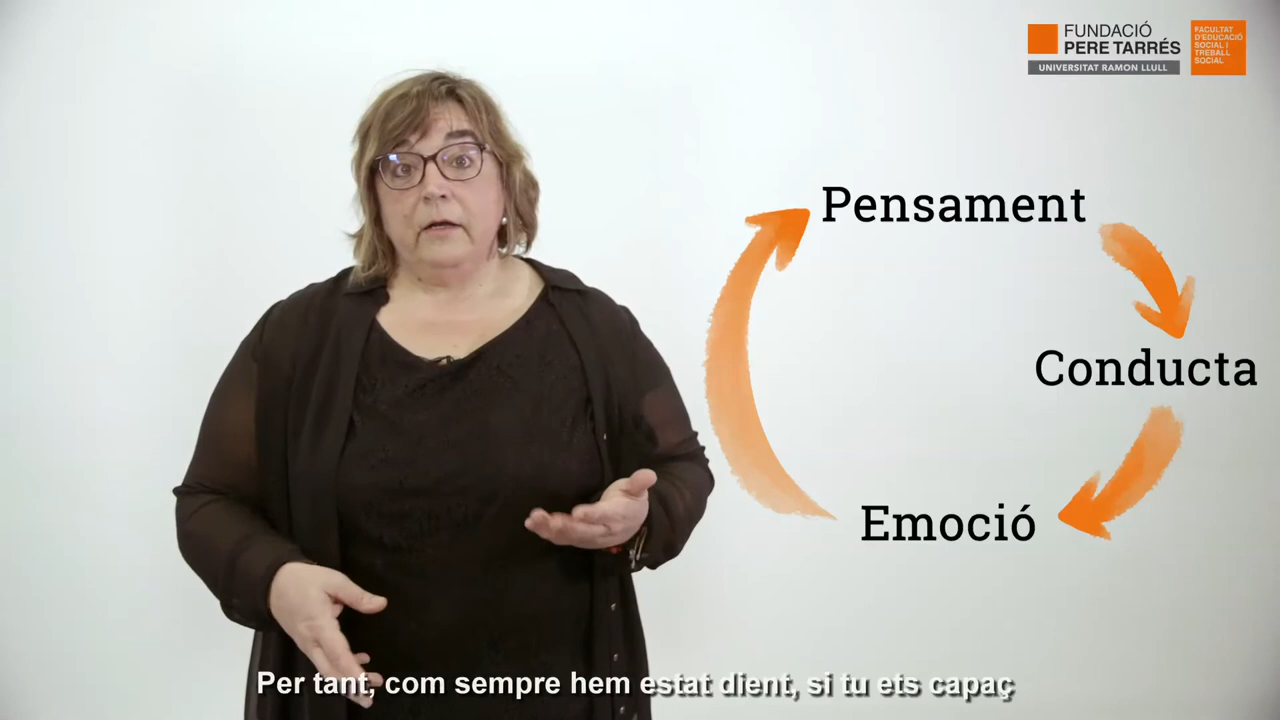 FUNDACIÓ
PERE TARRÉS
UNIVERSITAT RAMON LLULL
FACULTAT
D'EDUCACIÓ
SOCIAL I
TREBALL
SOCIAL
Pensament
Conducta
Emoció
Per tant, com sempre hem estat dient, si tu ets capaç